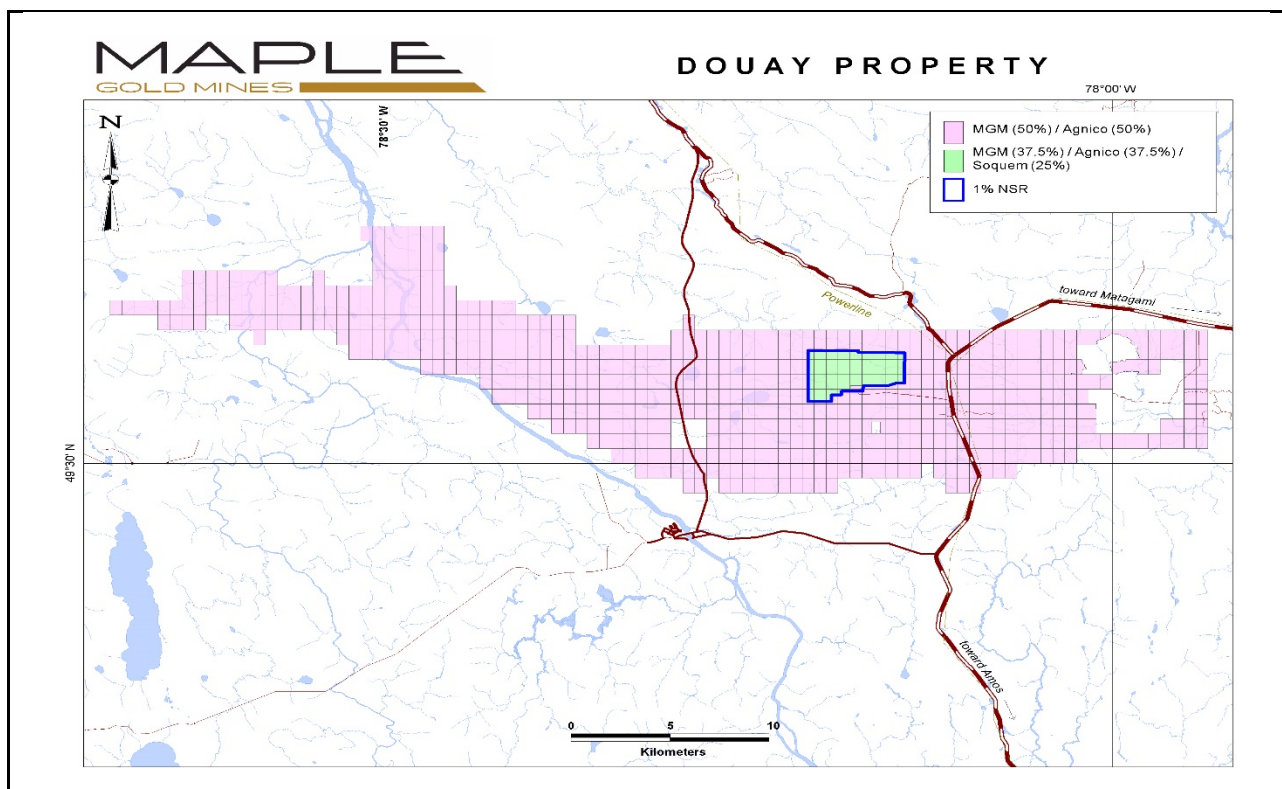 MAPLE
GOLD MINES
DOUAY PROPERTY
78°00' W
78°30' W
N
MGM (50%) / Agnico (50%)
MGM (37.5%) / Agnico (37.5%) /
Soquem (25%)
1% NSR
Powerline
toward Matagami
49°30' N
toward Amos
0 5 10
Kilometers